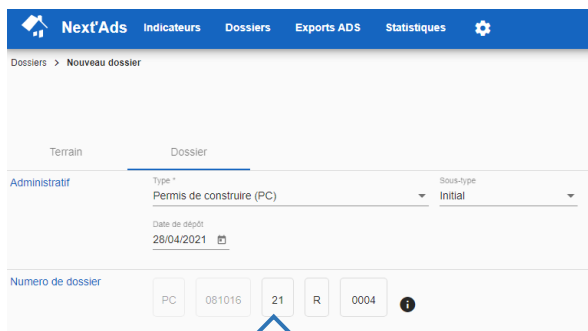 Next'Ads Indicateurs Dossiers Exports ADS Statistiques
Dossiers > Nouveau dossier
Terrain Dossier
Administratif
Type * Sous-type
Permis de construire (PC) Initial
Date de dépôt
28/04/2021
Numero de dossier
PC 081016 21 R 0004